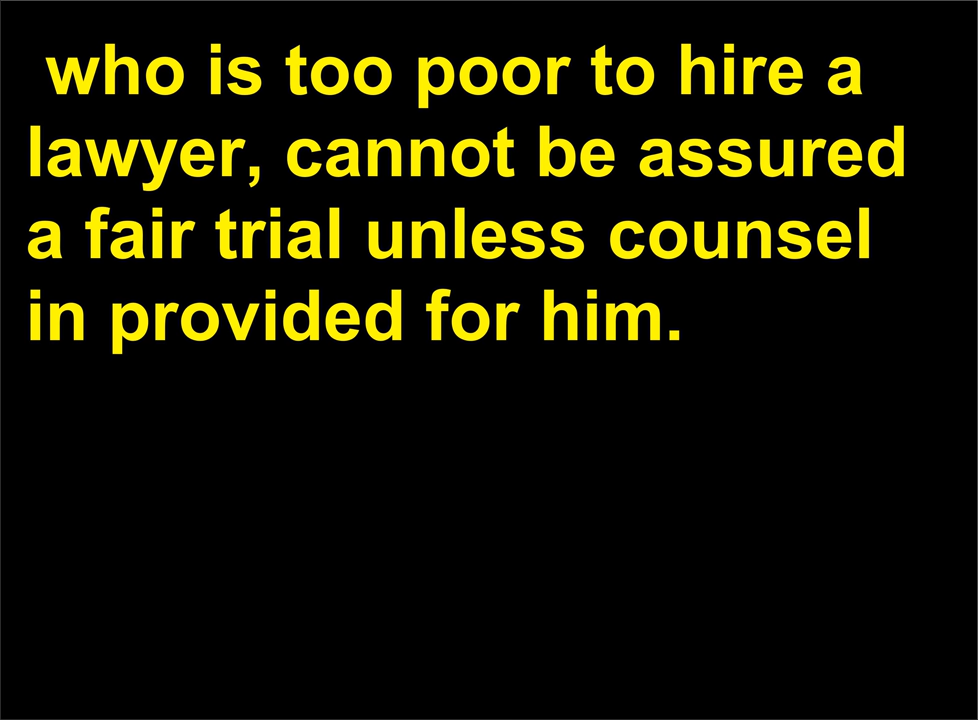 who is too poor to hire a
lawyer, cannot be assured
a fair trial unless counsel
in provided for him.